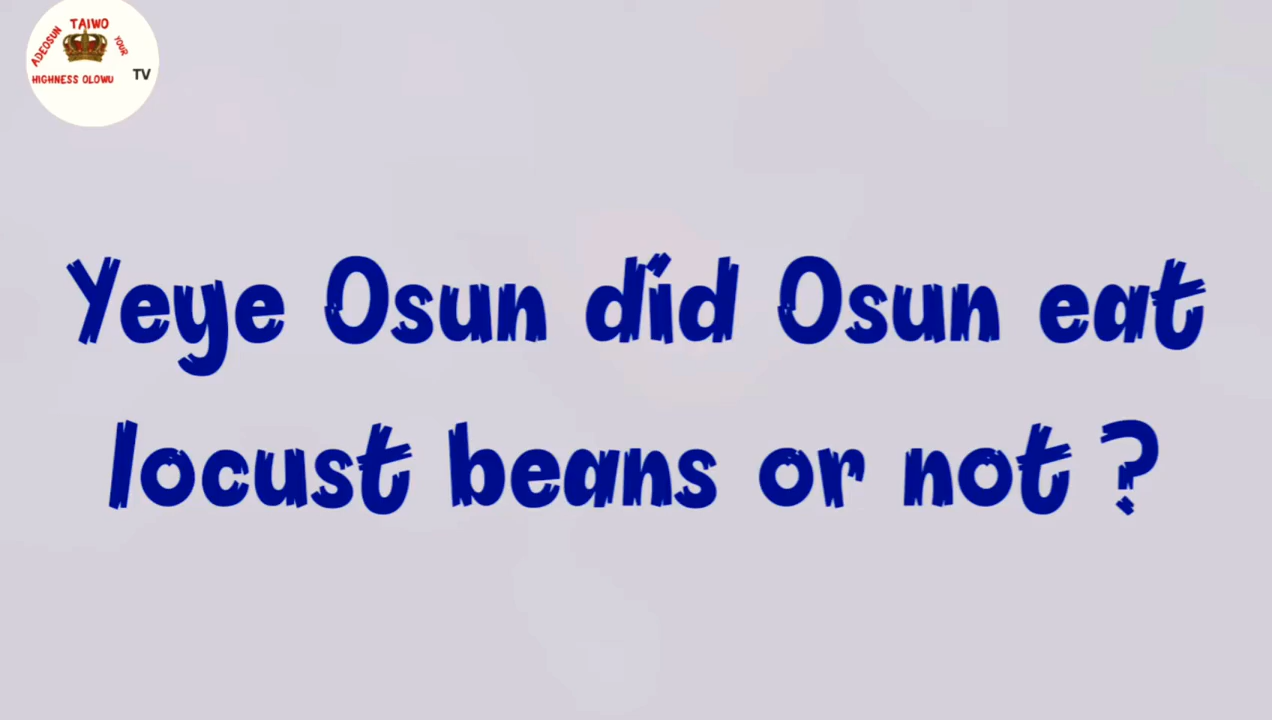 TAIWO
ADEOSUN
YOUR
HIGHNESS OLOWU
TV
Yeye Osun did Osun eat
locust beans or not ?